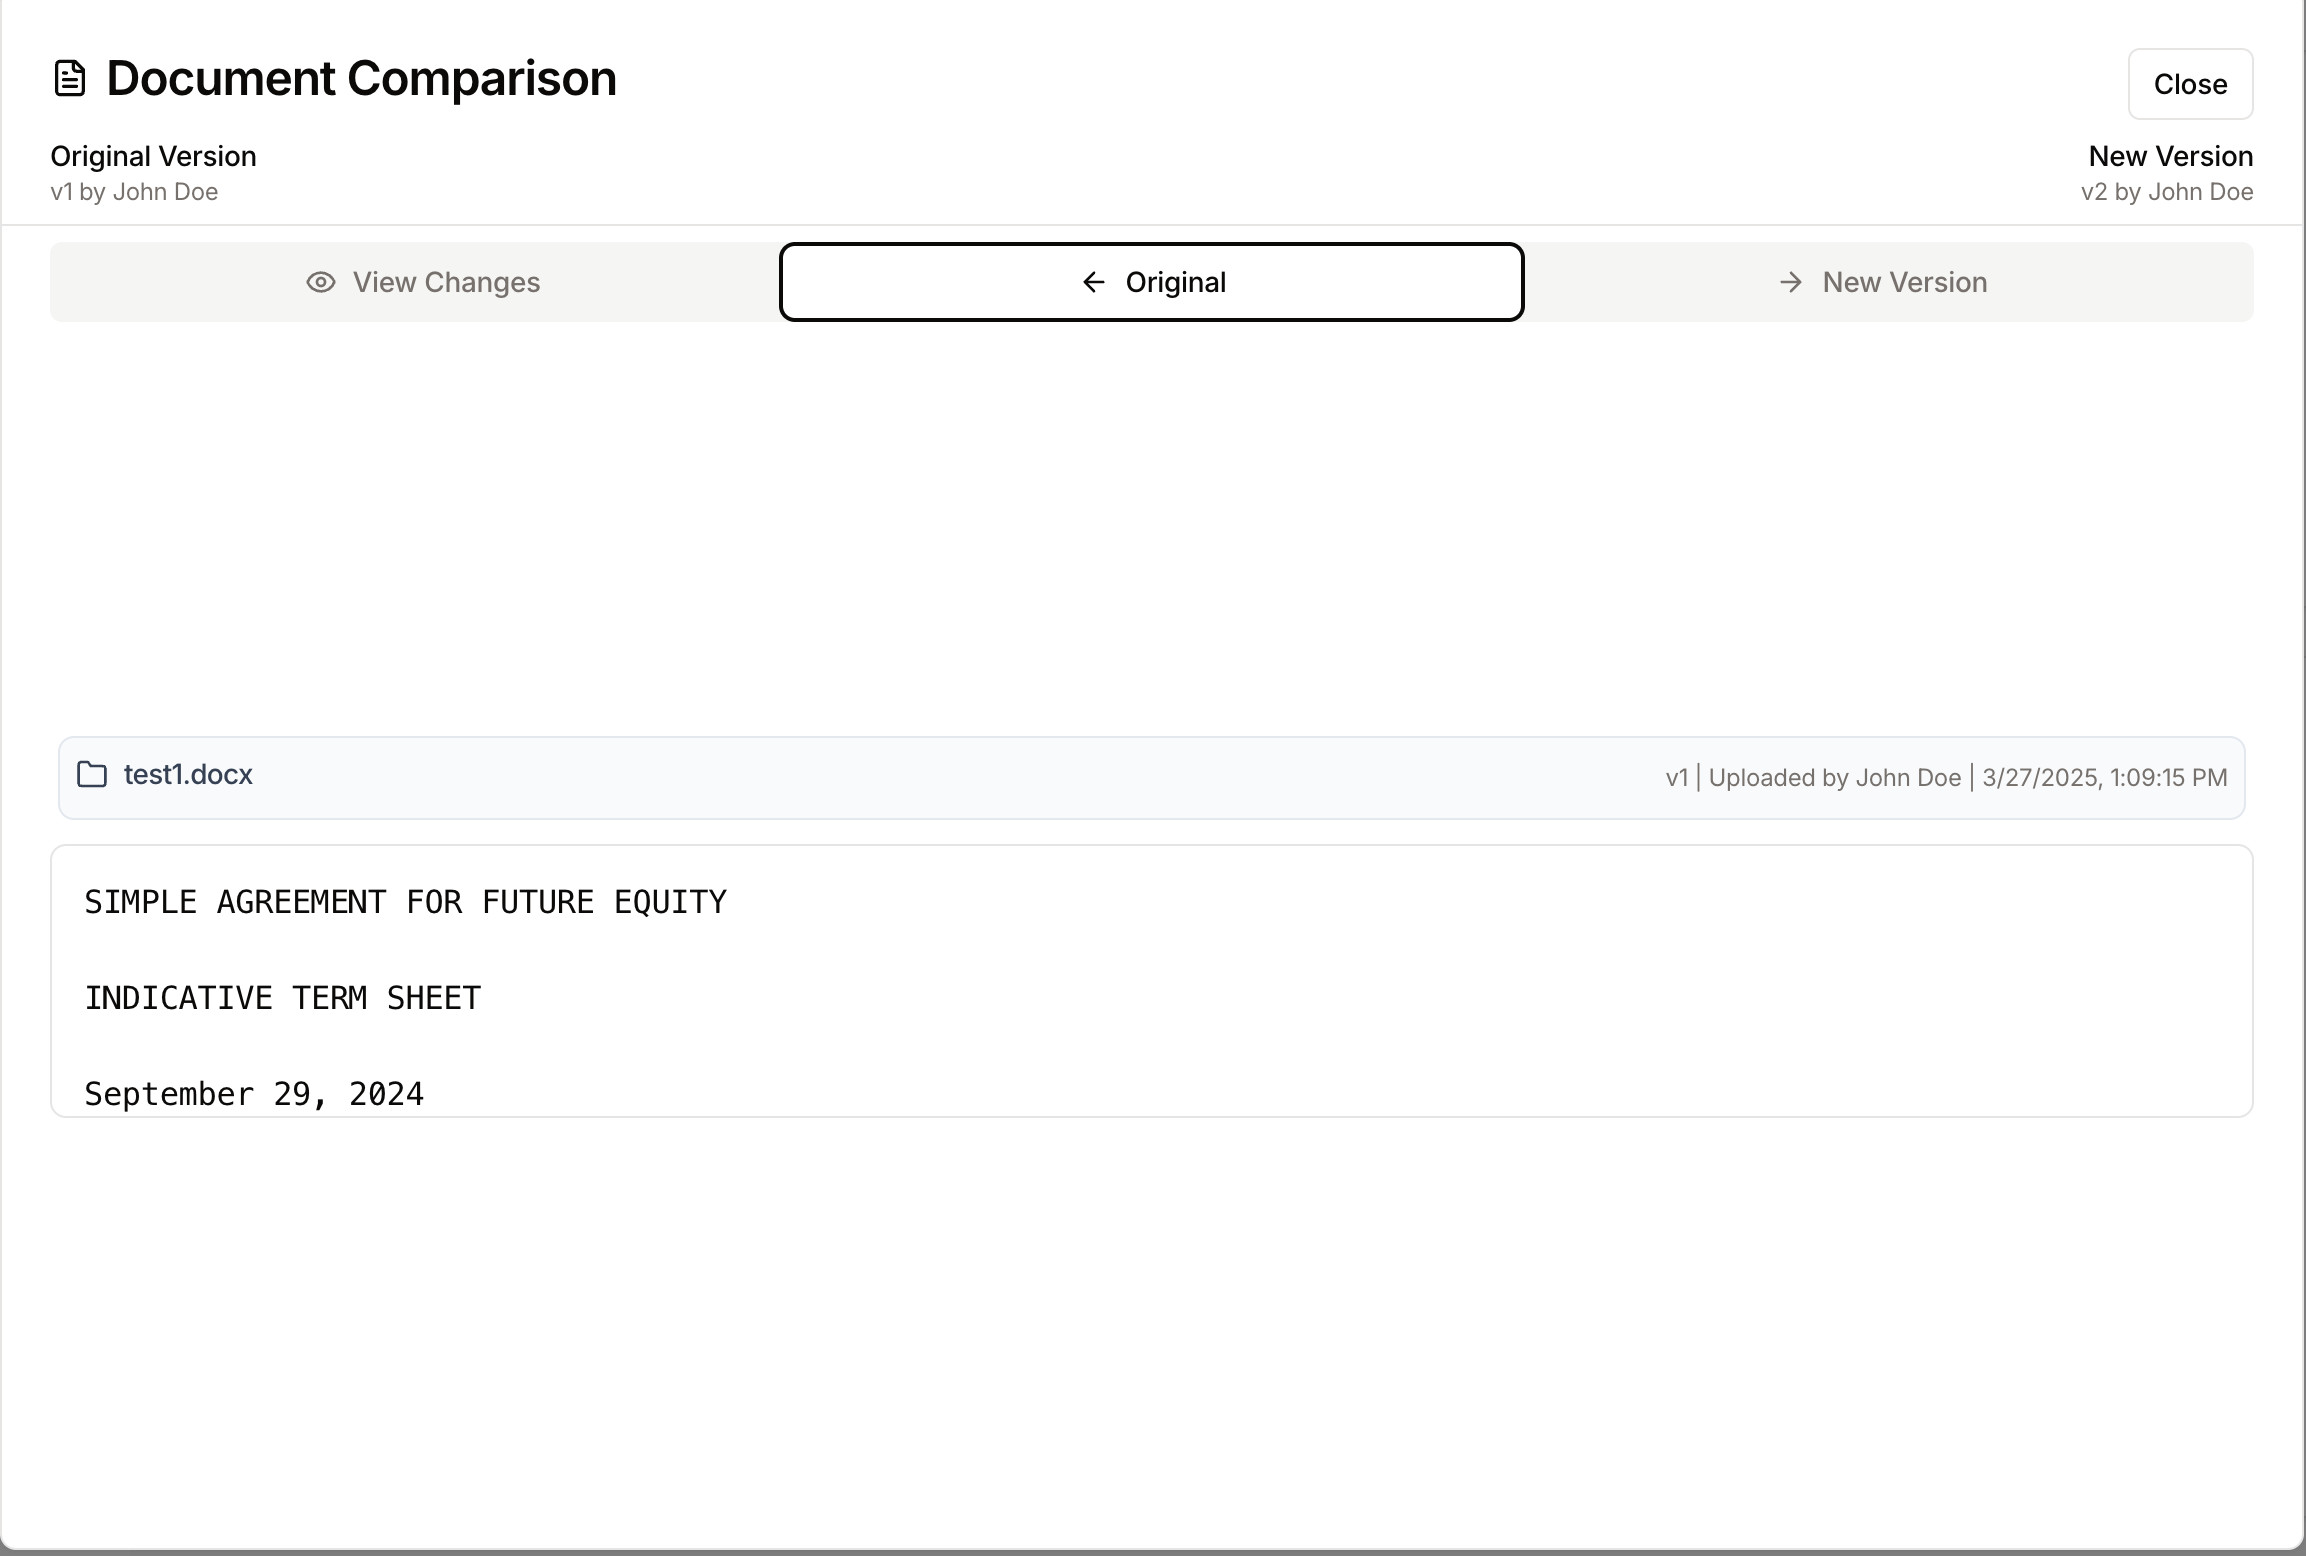 Document Comparison
Close
Original Version
New Version
v1 by John Doe
v2 by John Doe
View Changes
Original
New Version
test1.docx
v1 | Uploaded by John Doe | 3/27/2025, 1:09:15 PM
SIMPLE AGREEMENT FOR FUTURE EQUITY
INDICATIVE TERM SHEET
September 29, 2024